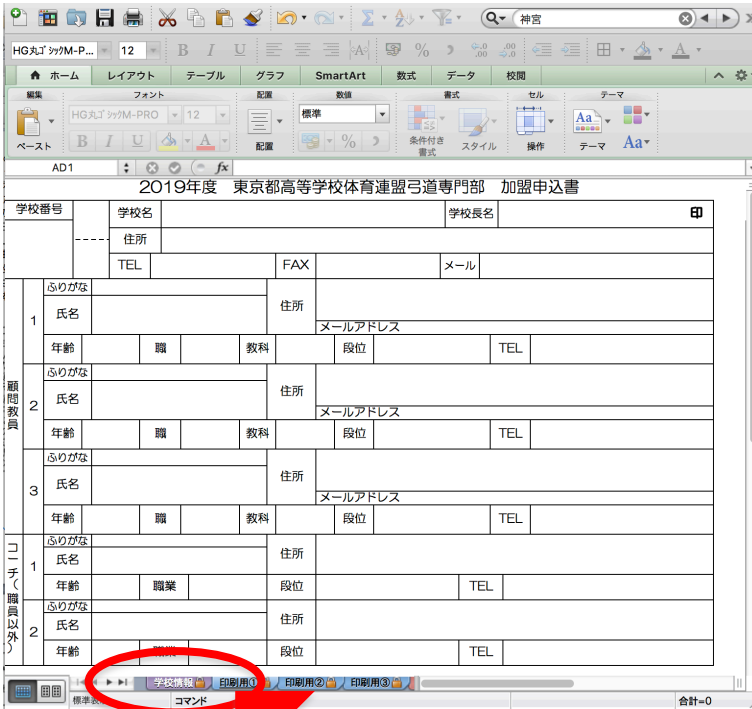 神宮
HG丸ゴシックM-P... 12 B I U
ホーム レイアウト テーブル グラフ SmartArt 数式 データ 校閲
編集 フォント 配置 数値 書式 セル テーマ
HG丸ゴシックM-PRO 12 標準
ペースト B I U A 配置 % 条件付き書式 スタイル 操作 テーマ Aa
AD1 fx
2019年度 東京都高等学校体育連盟弓道専門部 加盟申込書
学校番号 学校名 学校長名 印
住所
TEL FAX メール
顧問教員
1 ふりがな
氏名 住所
メールアドレス
年齢 職 教科 段位 TEL
2 ふりがな
氏名 住所
メールアドレス
年齢 職 教科 段位 TEL
3 ふりがな
氏名 住所
メールアドレス
年齢 職 教科 段位 TEL
コーチ(職員以外)
1 ふりがな
氏名 住所
年齢 職業 段位 TEL
2 ふりがな
氏名 住所
年齢 職業 段位 TEL
学校情報 印刷用① 印刷用② 印刷用③
標準表 コマンド 合計=0